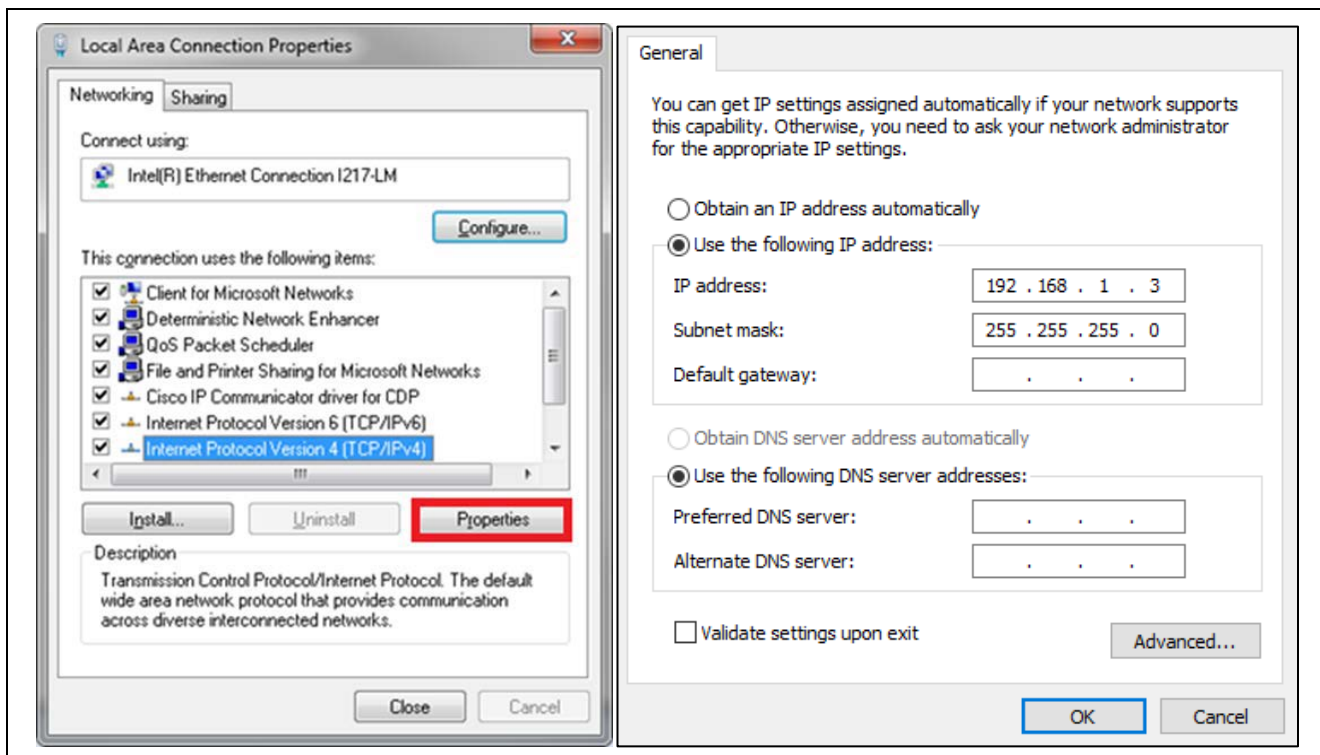 Local Area Connection Properties
Networking
Sharing
Connect using:
Intel(R) Ethernet Connection I217-LM
Configure...
This connection uses the following items:
Client for Microsoft Networks
Deterministic Network Enhancer
QoS Packet Scheduler
File and Printer Sharing for Microsoft Networks
Cisco IP Communicator driver for CDP
Internet Protocol Version 6 (TCP/IPv6)
Internet Protocol Version 4 (TCP/IPv4)
Install...
Uninstall
Properties
Description
Transmission Control Protocol/Internet Protocol. The default
wide area network protocol that provides communication
across diverse interconnected networks.
Close
Cancel
General
You can get IP settings assigned automatically if your network supports
this capability. Otherwise, you need to ask your network administrator
for the appropriate IP settings.
Obtain an IP address automatically
Use the following IP address:
IP address: 192 . 168 . 1 . 3
Subnet mask: 255 . 255 . 255 . 0
Default gateway: . . .
Obtain DNS server address automatically
Use the following DNS server addresses:
Preferred DNS server: . . .
Alternate DNS server: . . .
Validate settings upon exit
Advanced...
OK
Cancel